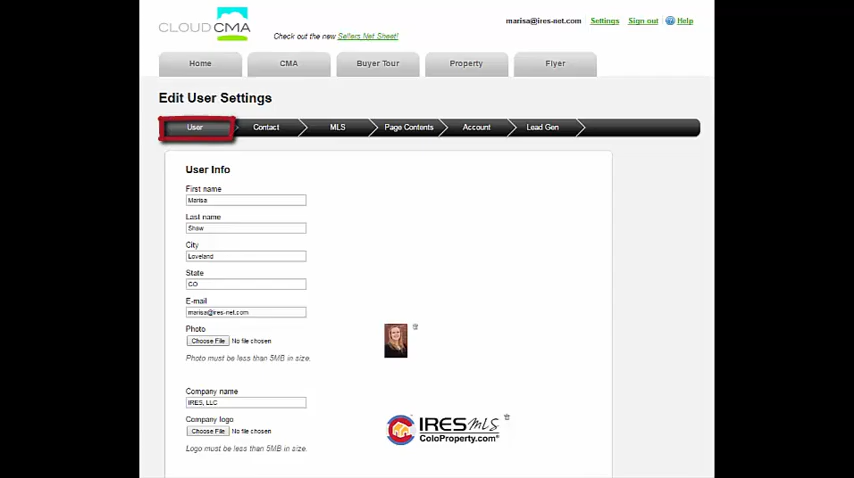 CLOUD CMA
Check out the new Sellers Net Sheet!
marisa@ires-net.com Settings Sign out Help
Home CMA Buyer Tour Property Flyer
Edit User Settings
User Contact MLS Page Contents Account Lead Gen
User Info
First name
Marisa
Last name
Shaw
City
Loveland
State
CO
E-mail
marisa@ires-net.com
Photo
Choose File No file chosen
Photo must be less than 5MB in size.
Company name
IRES, LLC
Company logo
Choose File No file chosen
Logo must be less than 5MB in size.
IRES MLS
ColoProperty.com®